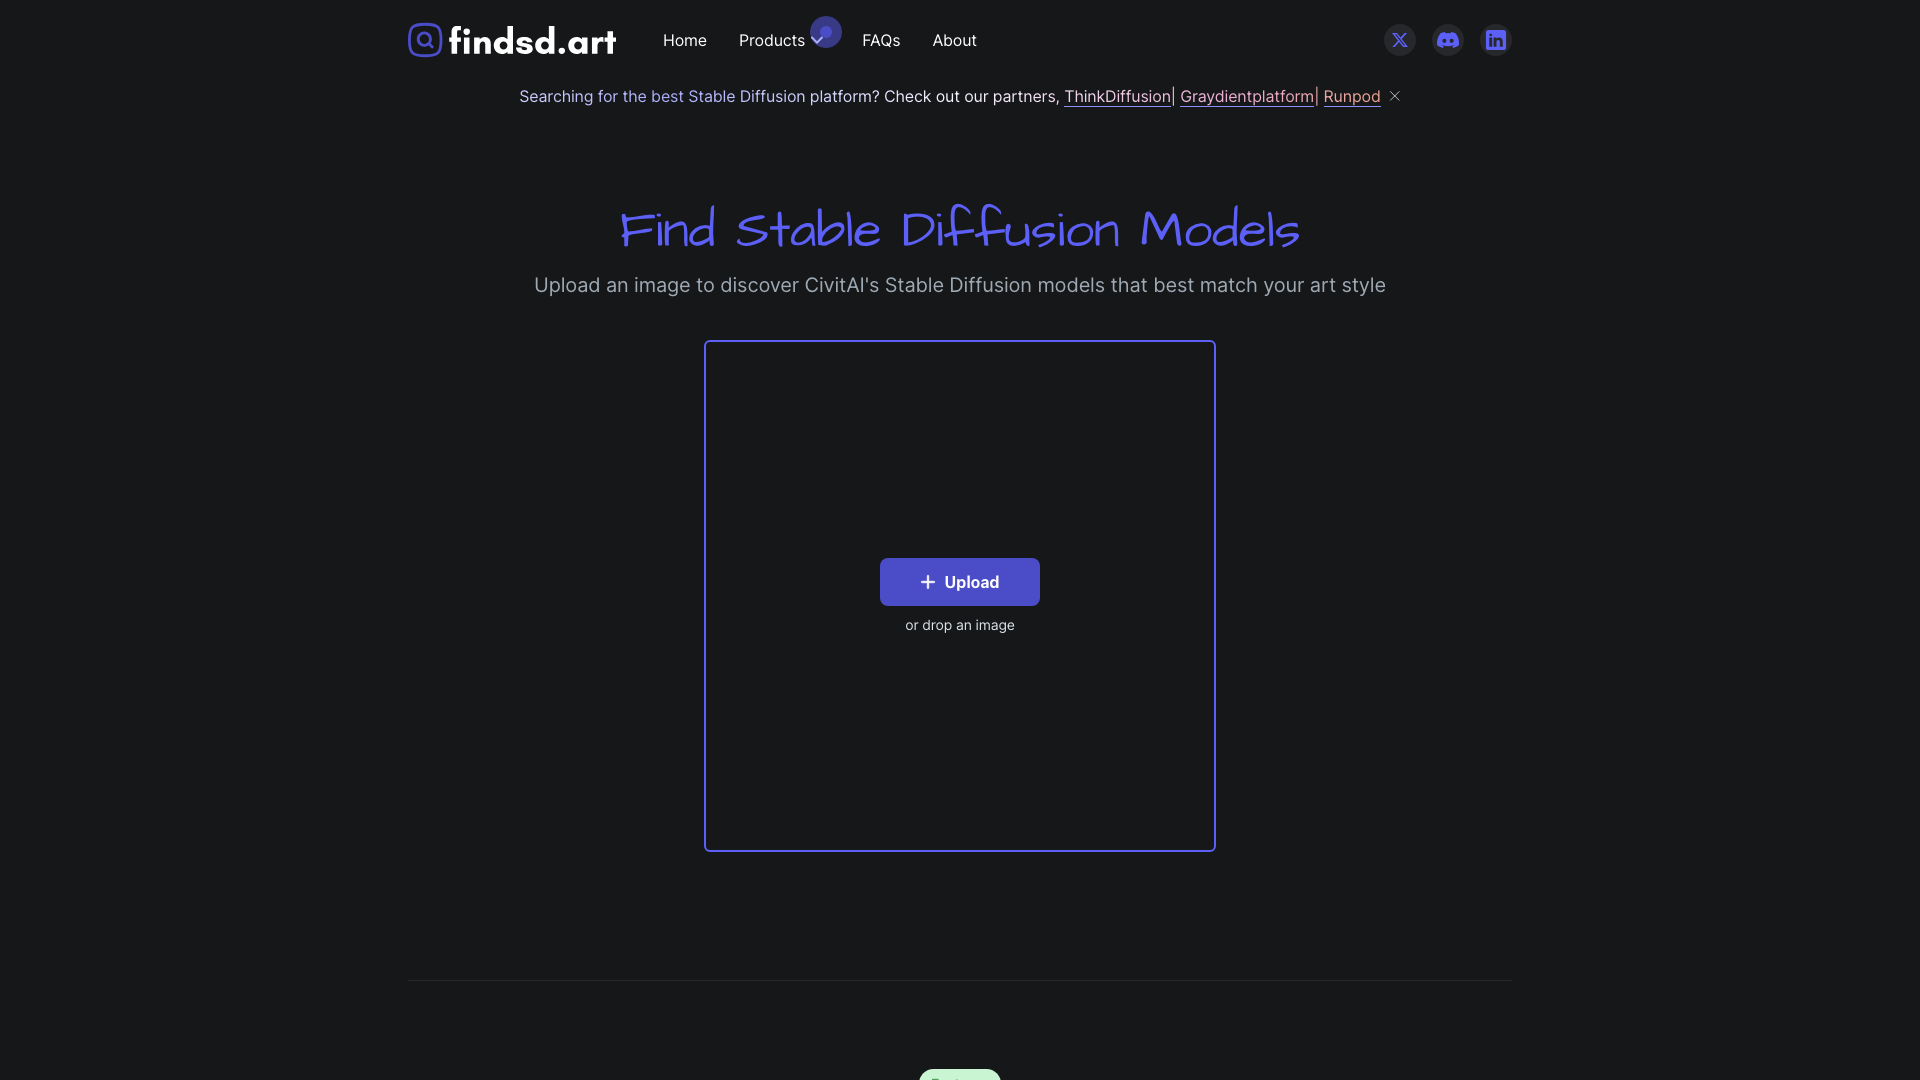 findsd.art
Home Products FAQs About
Searching for the best Stable Diffusion platform? Check out our partners, ThinkDiffusion| Graydientplatform| Runpod
Find Stable Diffusion Models
Upload an image to discover CivitAI's Stable Diffusion models that best match your art style
Upload
or drop an image